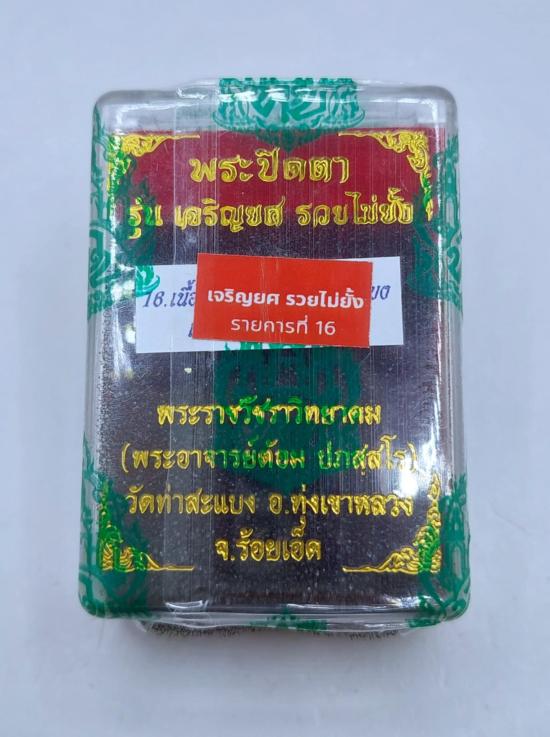 พระปิดตา
รุ่น เจริญยศ รวยไม่ยั้ง
16.เนื้อ
เจริญยศ รวยไม่ยั้ง
รายการที่ 16
พระราชวัชราวิทยาคม
(พระอาจารย์ต้อม ปภสฺสโร)
วัดท่าสะแบง อ.ทุ่งเขาหลวง
จ.ร้อยเอ็ด